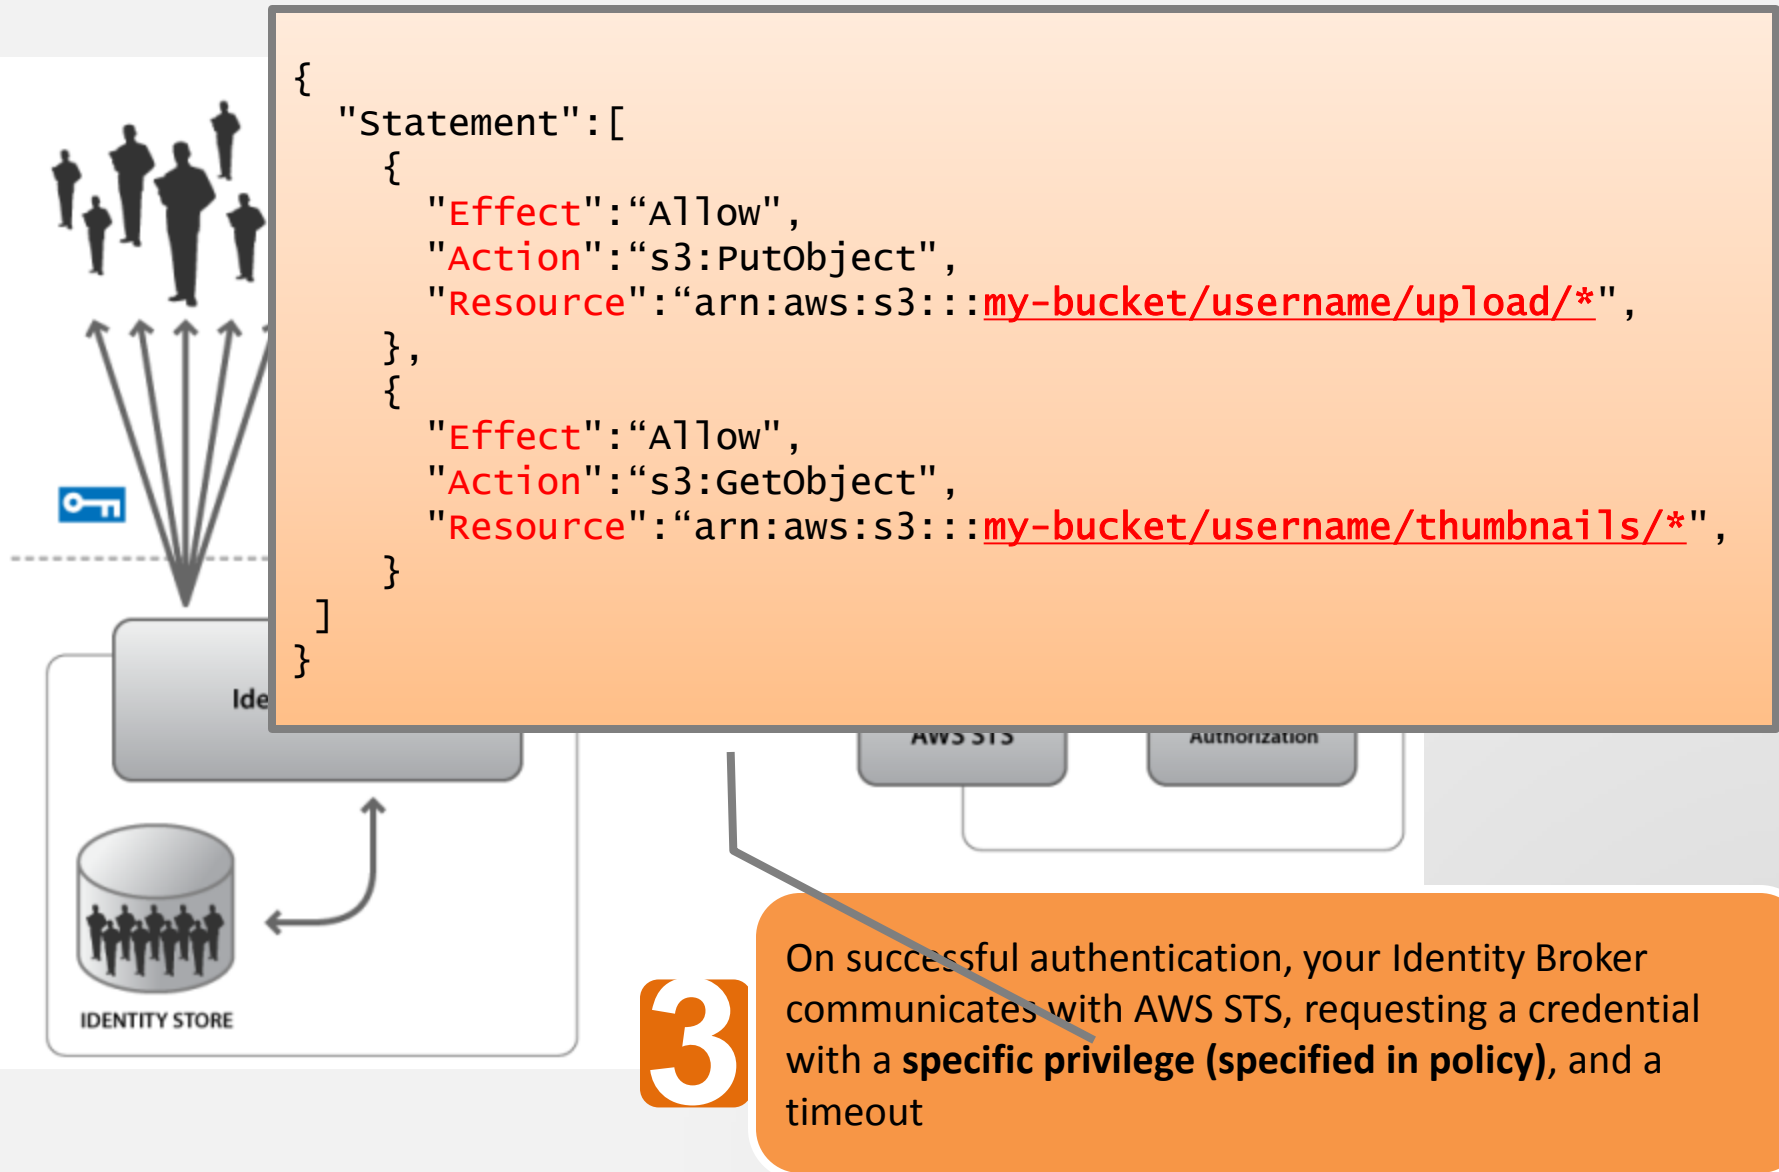 {
"Statement":[
{
"Effect":“Allow",
"Action":“s3:PutObject",
"Resource":“arn:aws:s3:::my-bucket/username/upload/*",
},
{
"Effect":“Allow",
"Action":“s3:GetObject",
"Resource":“arn:aws:s3:::my-bucket/username/thumbnails/*",
}
]
}
AWS STS
Authorization
IDENTITY STORE
3
On successful authentication, your Identity Broker
communicates with AWS STS, requesting a credential
with a specific privilege (specified in policy), and a
timeout